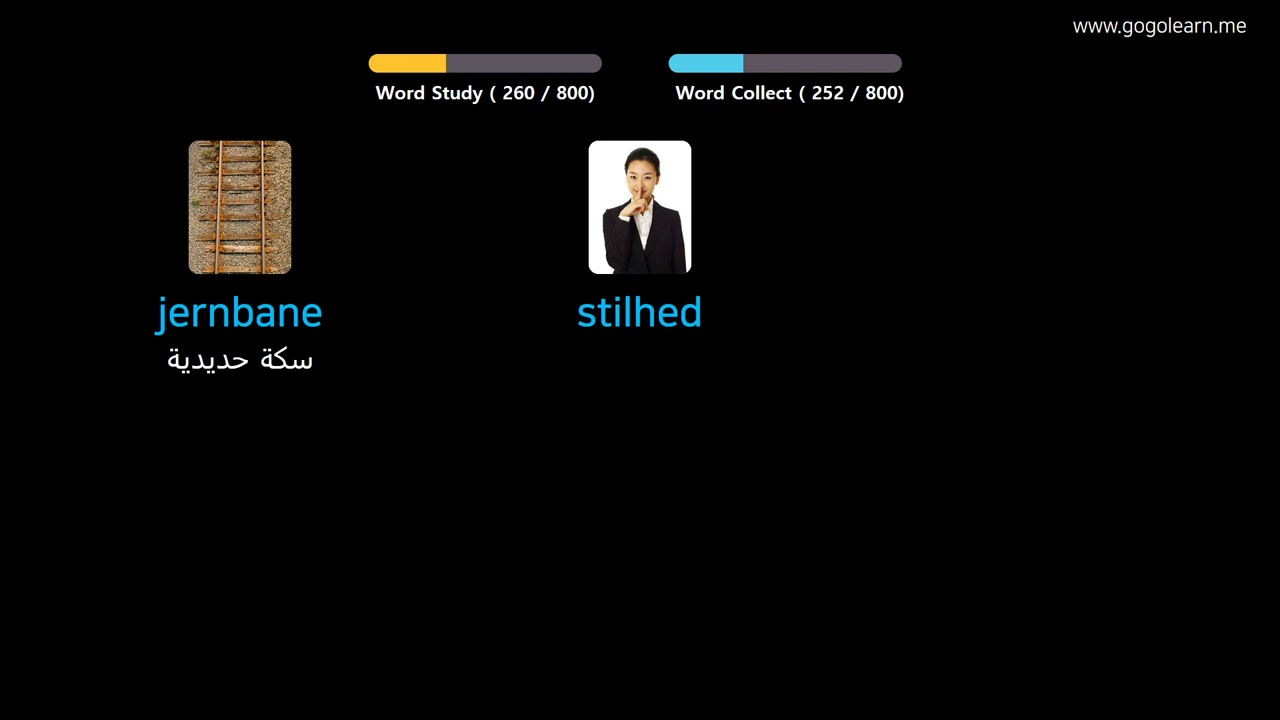 www.gogolearn.me
Word Study ( 260 / 800)
Word Collect ( 252 / 800)
jernbane
سكة حديدية
stilhed